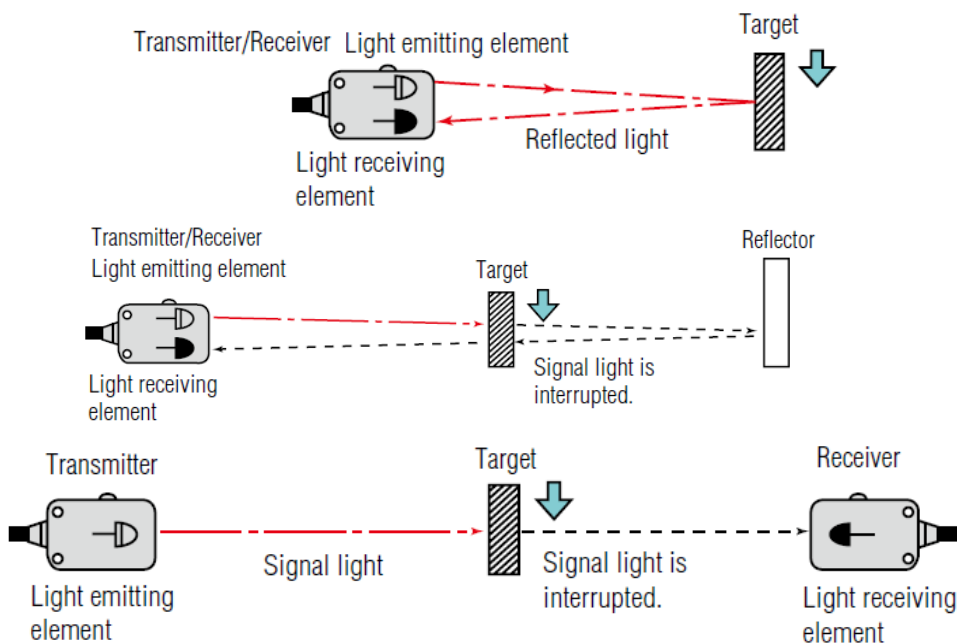 Target
Transmitter/Receiver Light emitting element
Reflected light
Light receiving
element
Transmitter/Receiver
Light emitting element
Reflector
Target
Signal light is
interrupted.
Light receiving
element
Transmitter
Target
Receiver
Signal light
Signal light is
interrupted.
Light emitting
element
Light receiving
element